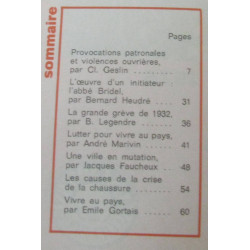 sommaire
Pages
Provocations patronales
et violences ouvrières,
par Cl. Geslin . . . . 7
L'œuvre d'un initiateur :
l'abbé Bridel,
par Bernard Heudré . . 31
La grande grève de 1932,
par B. Legendre . . . 36
Lutter pour vivre au pays,
par André Marivin . . 41
Une ville en mutation,
par Jacques Faucheux . 48
Les causes de la crise
de la chaussure . . . . 54
Vivre au pays,
par Emile Gortais . . . 60